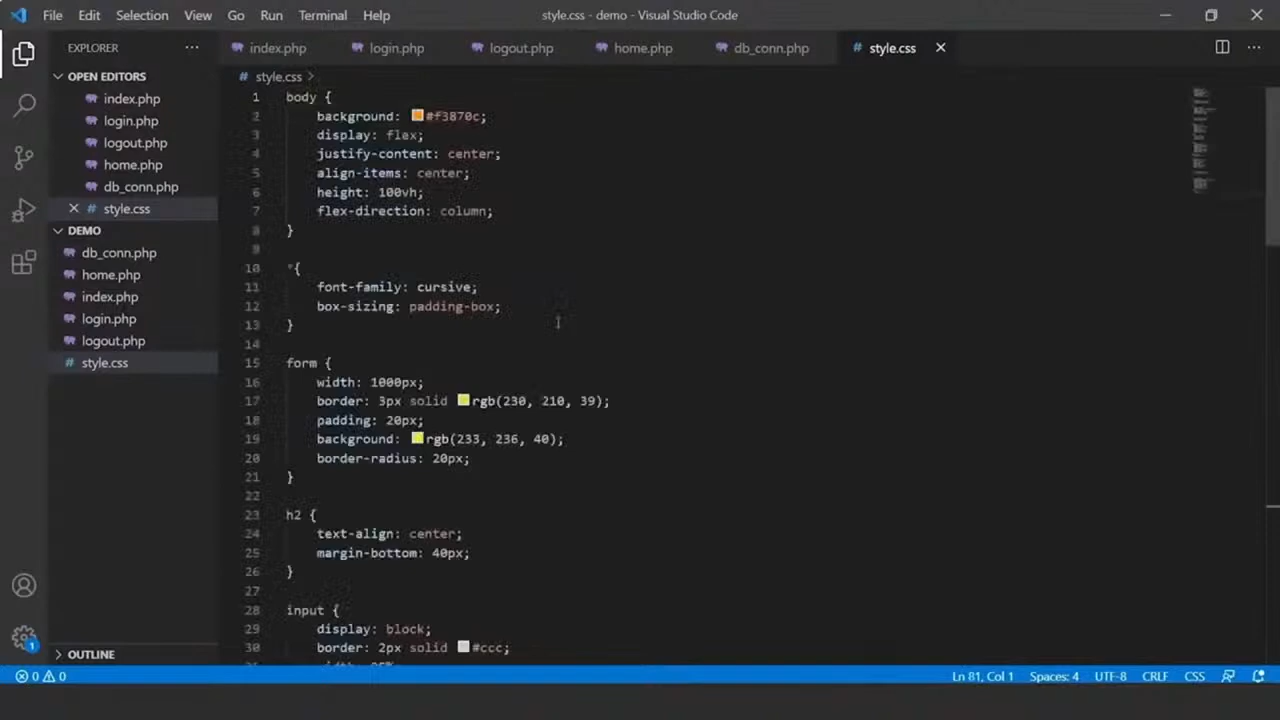 File Edit Selection View Go Run Terminal Help style.css - demo - Visual Studio Code
EXPLORER
index.php login.php logout.php home.php db_conn.php style.css
OPEN EDITORS
index.php
login.php
logout.php
home.php
db_conn.php
style.css
DEMO
db_conn.php
home.php
index.php
login.php
logout.php
style.css
OUTLINE
# style.css >
1 body {
2 background: #f3870c;
3 display: flex;
4 justify-content: center;
5 align-items: center;
6 height: 100vh;
7 flex-direction: column;
8 }
9
10 *{
11 font-family: cursive;
12 box-sizing: padding-box;
13 }
14
15 form {
16 width: 1000px;
17 border: 3px solid rgb(230, 210, 39);
18 padding: 20px;
19 background: rgb(233, 236, 40);
20 border-radius: 20px;
21 }
22
23 h2 {
24 text-align: center;
25 margin-bottom: 40px;
26 }
27
28 input {
29 display: block;
30 border: 2px solid #ccc;
1
0 0 Ln 81, Col 1 Spaces: 4 UTF-8 CRLF CSS